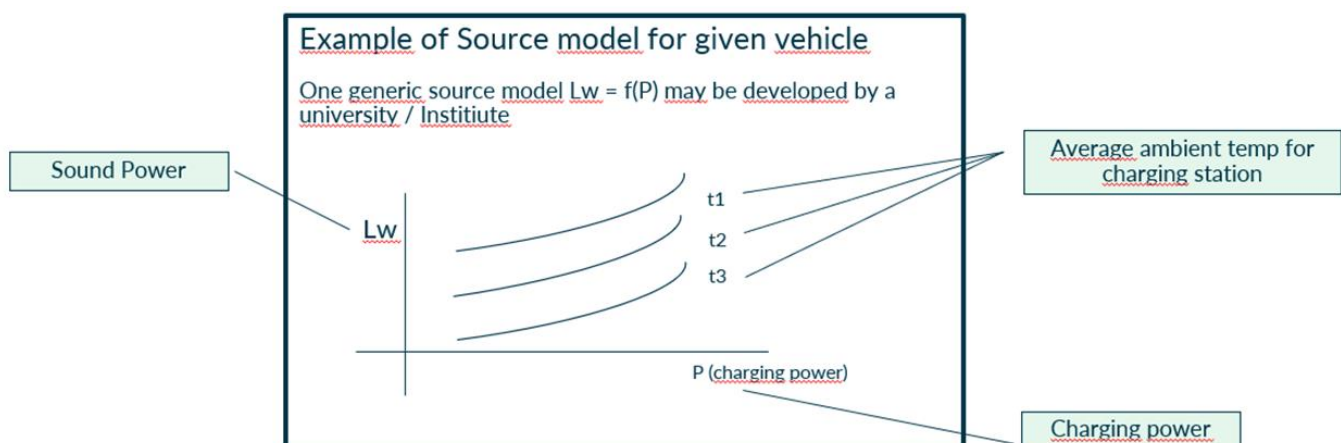 Example of Source model for given vehicle
One generic source model Lw = f(P) may be developed by a
university / Institiute
Sound Power
Average ambient temp for
charging station
Lw
t1
t2
t3
P (charging power)
Charging power